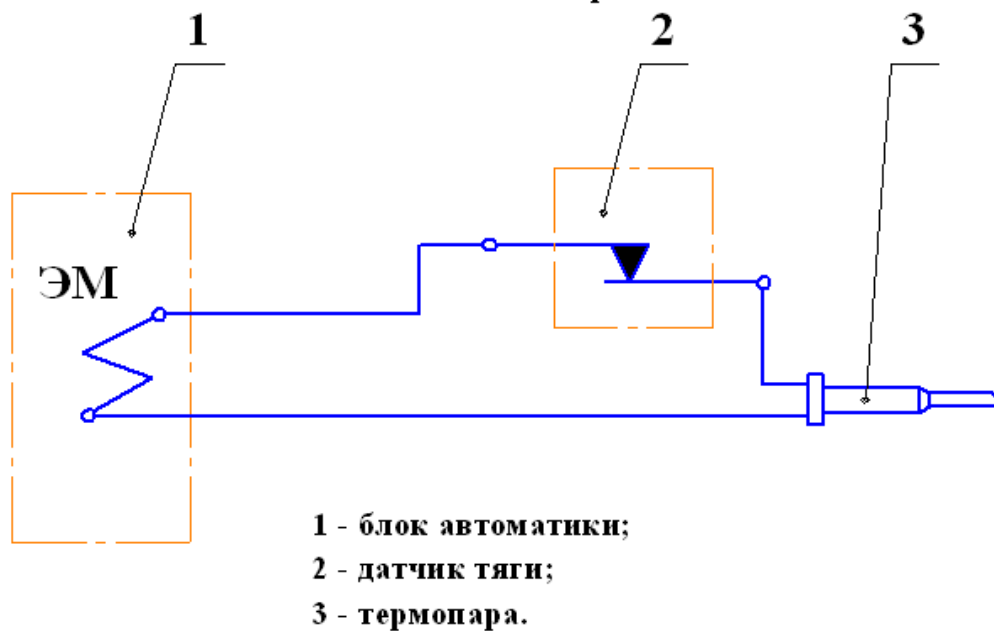 1
2
3
ЭМ
1 - блок автоматики;
2 - датчик тяги;
3 - термопара.